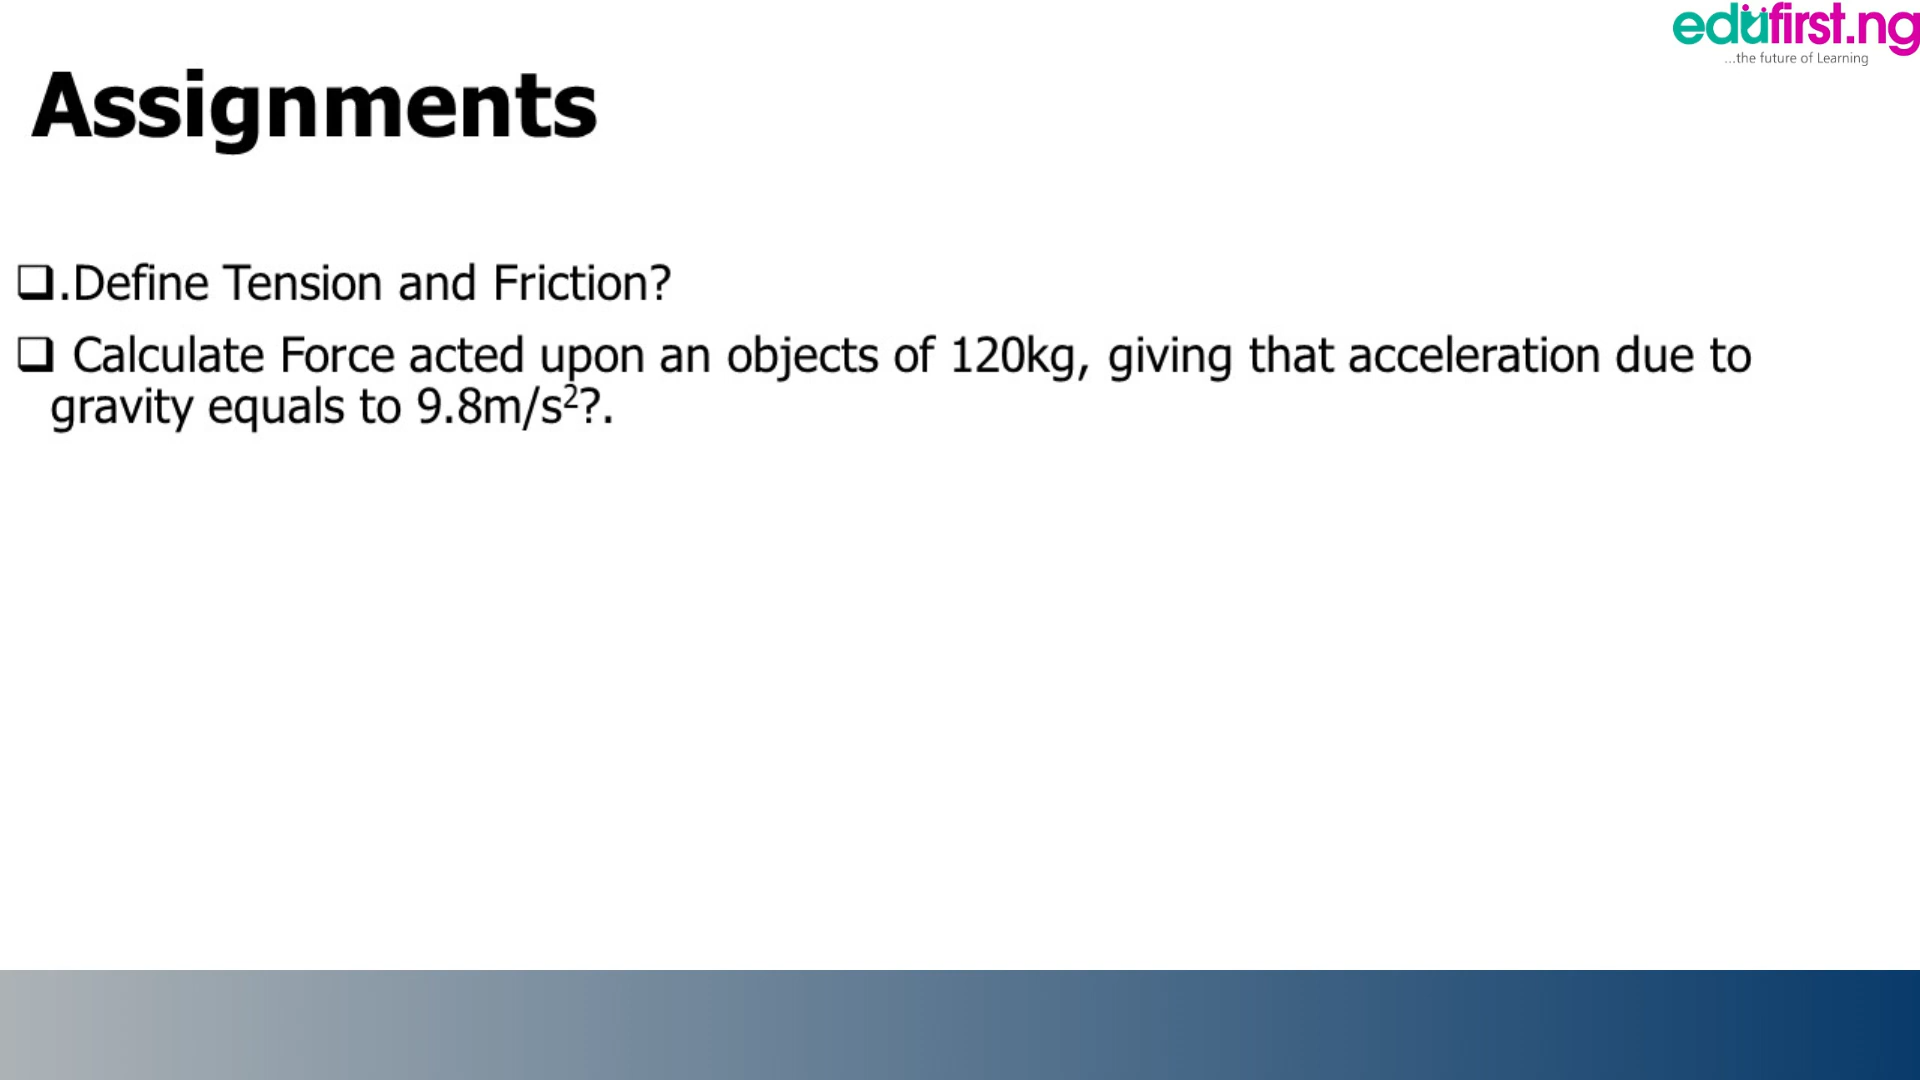 edufirst.ng
...the future of Learning
Assignments
❑.Define Tension and Friction?
❑ Calculate Force acted upon an objects of 120kg, giving that acceleration due to
gravity equals to 9.8m/s²?.